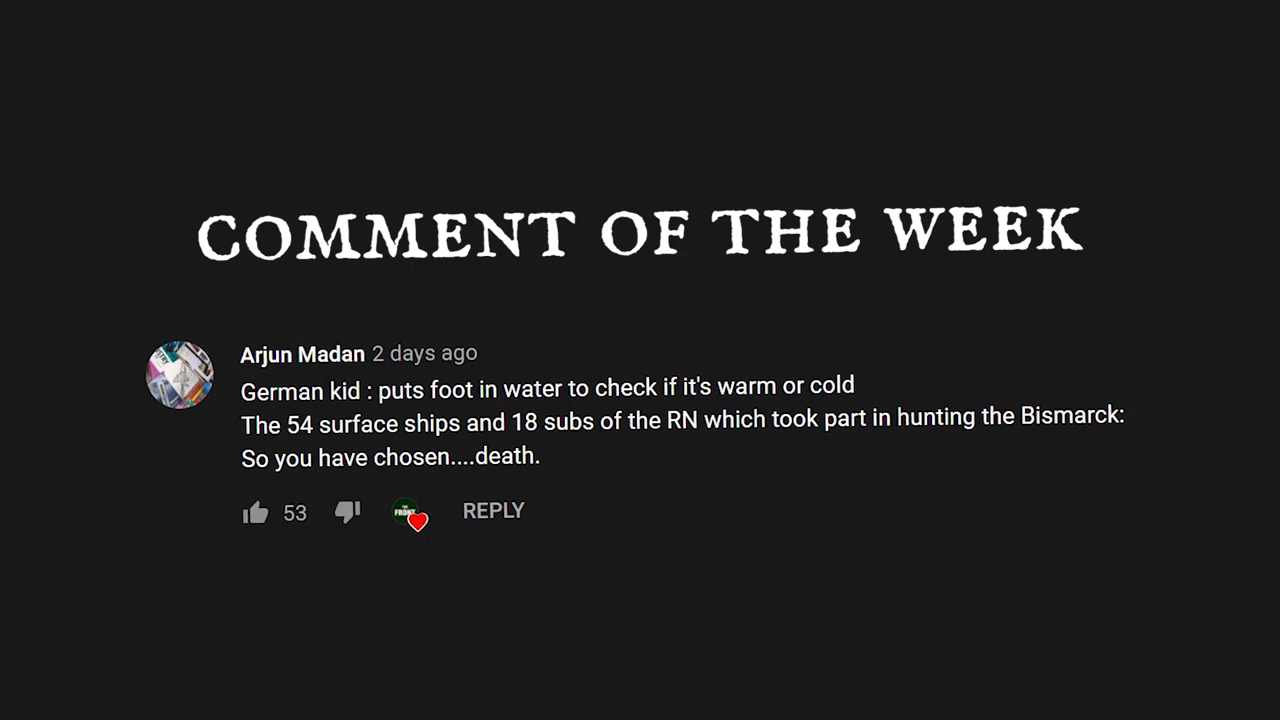 COMMENT OF THE WEEK
Arjun Madan 2 days ago
German kid : puts foot in water to check if it's warm or cold
The 54 surface ships and 18 subs of the RN which took part in hunting the Bismarck:
So you have chosen....death.
53 THE FRONT REPLY